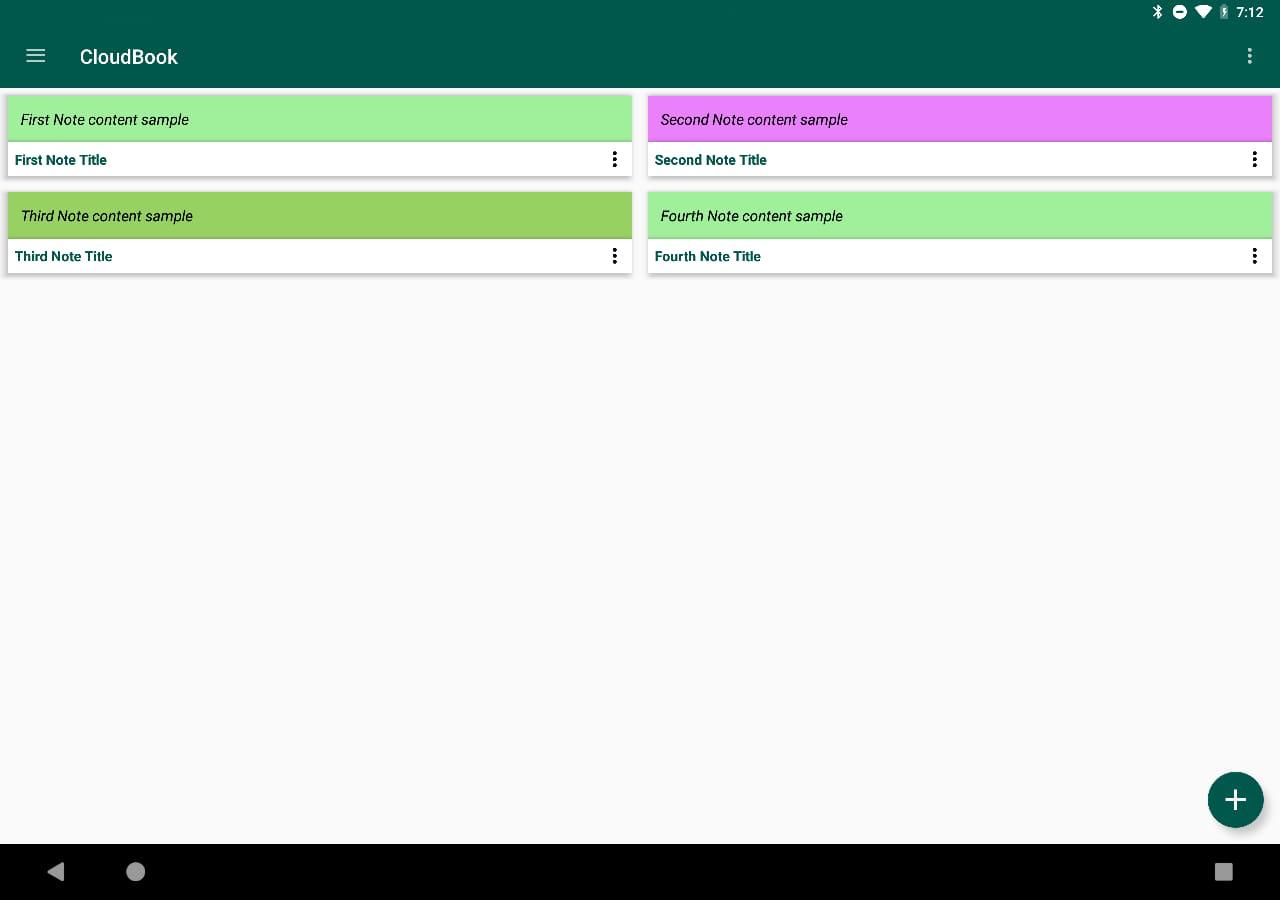 7:12
CloudBook
First Note content sample
First Note Title
Second Note content sample
Second Note Title
Third Note content sample
Third Note Title
Fourth Note content sample
Fourth Note Title